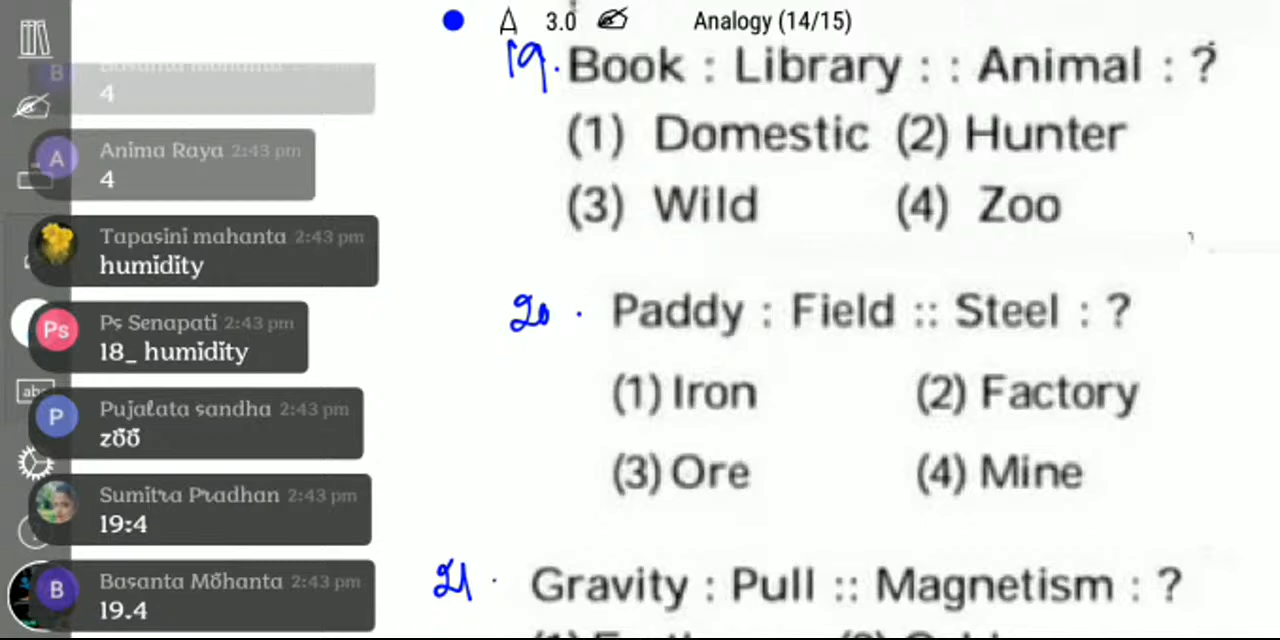 3.0 Analogy (14/15)
4
Anima Raya 2:43 pm
4
Tapasini mahanta 2:43 pm
humidity
Ps Senapati 2:43 pm
18_ humidity
Pujalata sandha 2:43 pm
zöö
Sumitra Pradhan 2:43 pm
19:4
Basanta Möhanta 2:43 pm
19.4
19. Book : Library : : Animal : ?
(1) Domestic (2) Hunter
(3) Wild (4) Zoo
20. Paddy : Field :: Steel : ?
(1) Iron (2) Factory
(3) Ore (4) Mine
21. Gravity : Pull :: Magnetism : ?